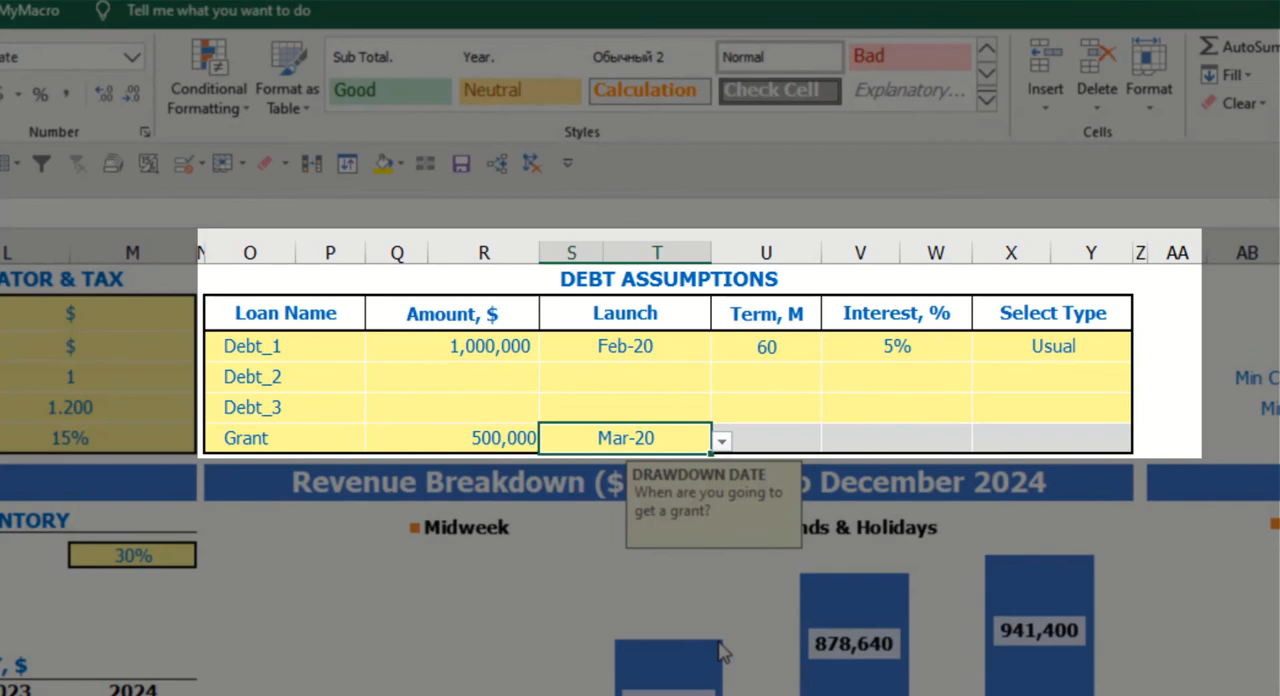 MyMacro Tell me what you want to do
Sub Total. Year. Обычный 2 Normal Bad
Good Neutral Calculation Check Cell Explanatory...
Conditional Formatting
Format as Table
Insert Delete Format
AutoSum
Fill
Clear
% ,
Number Styles Cells
L M N O P Q R S T U V W X Y Z AA AB
ATOR & TAX DEBT ASSUMPTIONS
$ Loan Name Amount, $ Launch Term, M Interest, % Select Type
$ Debt_1 1,000,000 Feb-20 60 5% Usual
1 Debt_2 Min C
1.200 Debt_3
15% Grant 500,000 Mar-20
DRAWDOWN DATE
When are you going to
get a grant?
Revenue Breakdown ($ December 2024
NTORY
Midweek nds & Holidays
30%
878,640 941,400
, $
2024